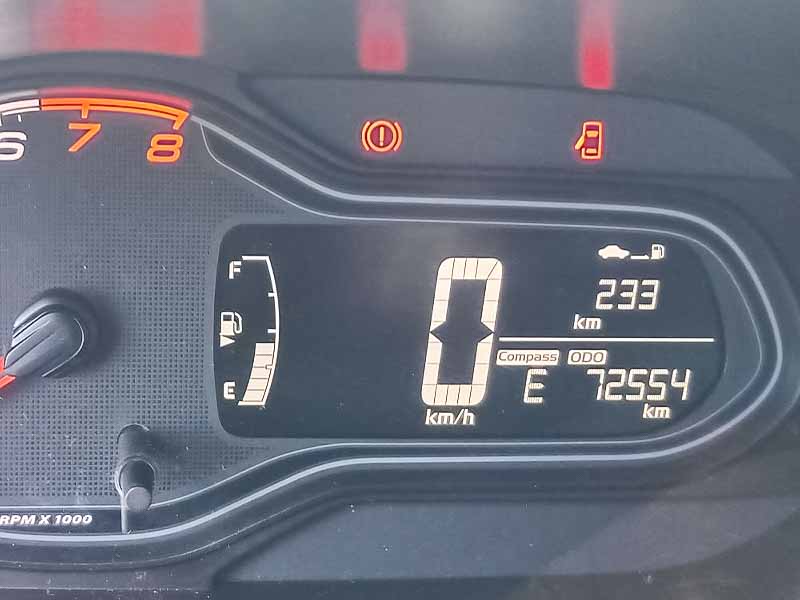 6 7 8
F
233
km
0
Compass ODO
E
E 72554
km/h
km
RPM X 1000